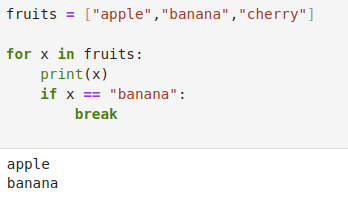 fruits = ["apple","banana","cherry"]
for x in fruits:
    print(x)
    if x == "banana":
        break
apple
banana